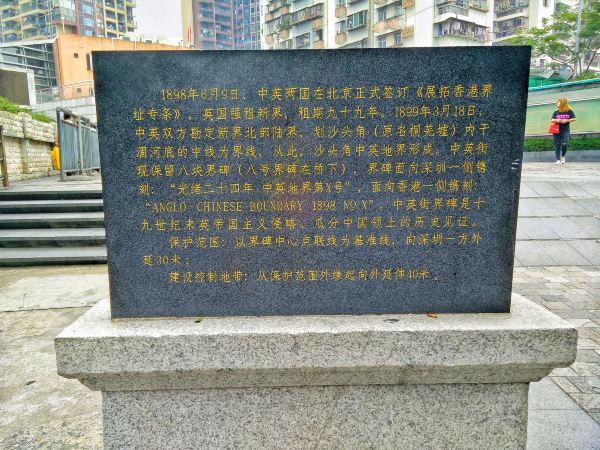 1898年6月9日，中英两国在北京正式签订《展拓香港界
址专条》，英国强租新界，租期九十九年。1899年3月18日，
中英双方勘定新界北部陆界，划沙头角（原名桐芜墟）内干
涸河底的中线为界线，从此，沙头角中英地界形成。中英街
现保留八块界碑（八号界碑在桥下），界碑面向深圳一侧镌
刻：“光绪二十四年 中英地界第X号”，面向香港一侧镌刻：
“ANGLO CHINESE BOUNDARY 1898 NO X”。中英街界碑是十
九世纪末英帝国主义侵略、瓜分中国领土的历史见证。
保护范围：以界碑中心点联线为基准线，向深圳一方外
延30米。
建设控制地带：从保护范围外缘起向外延伸40米。